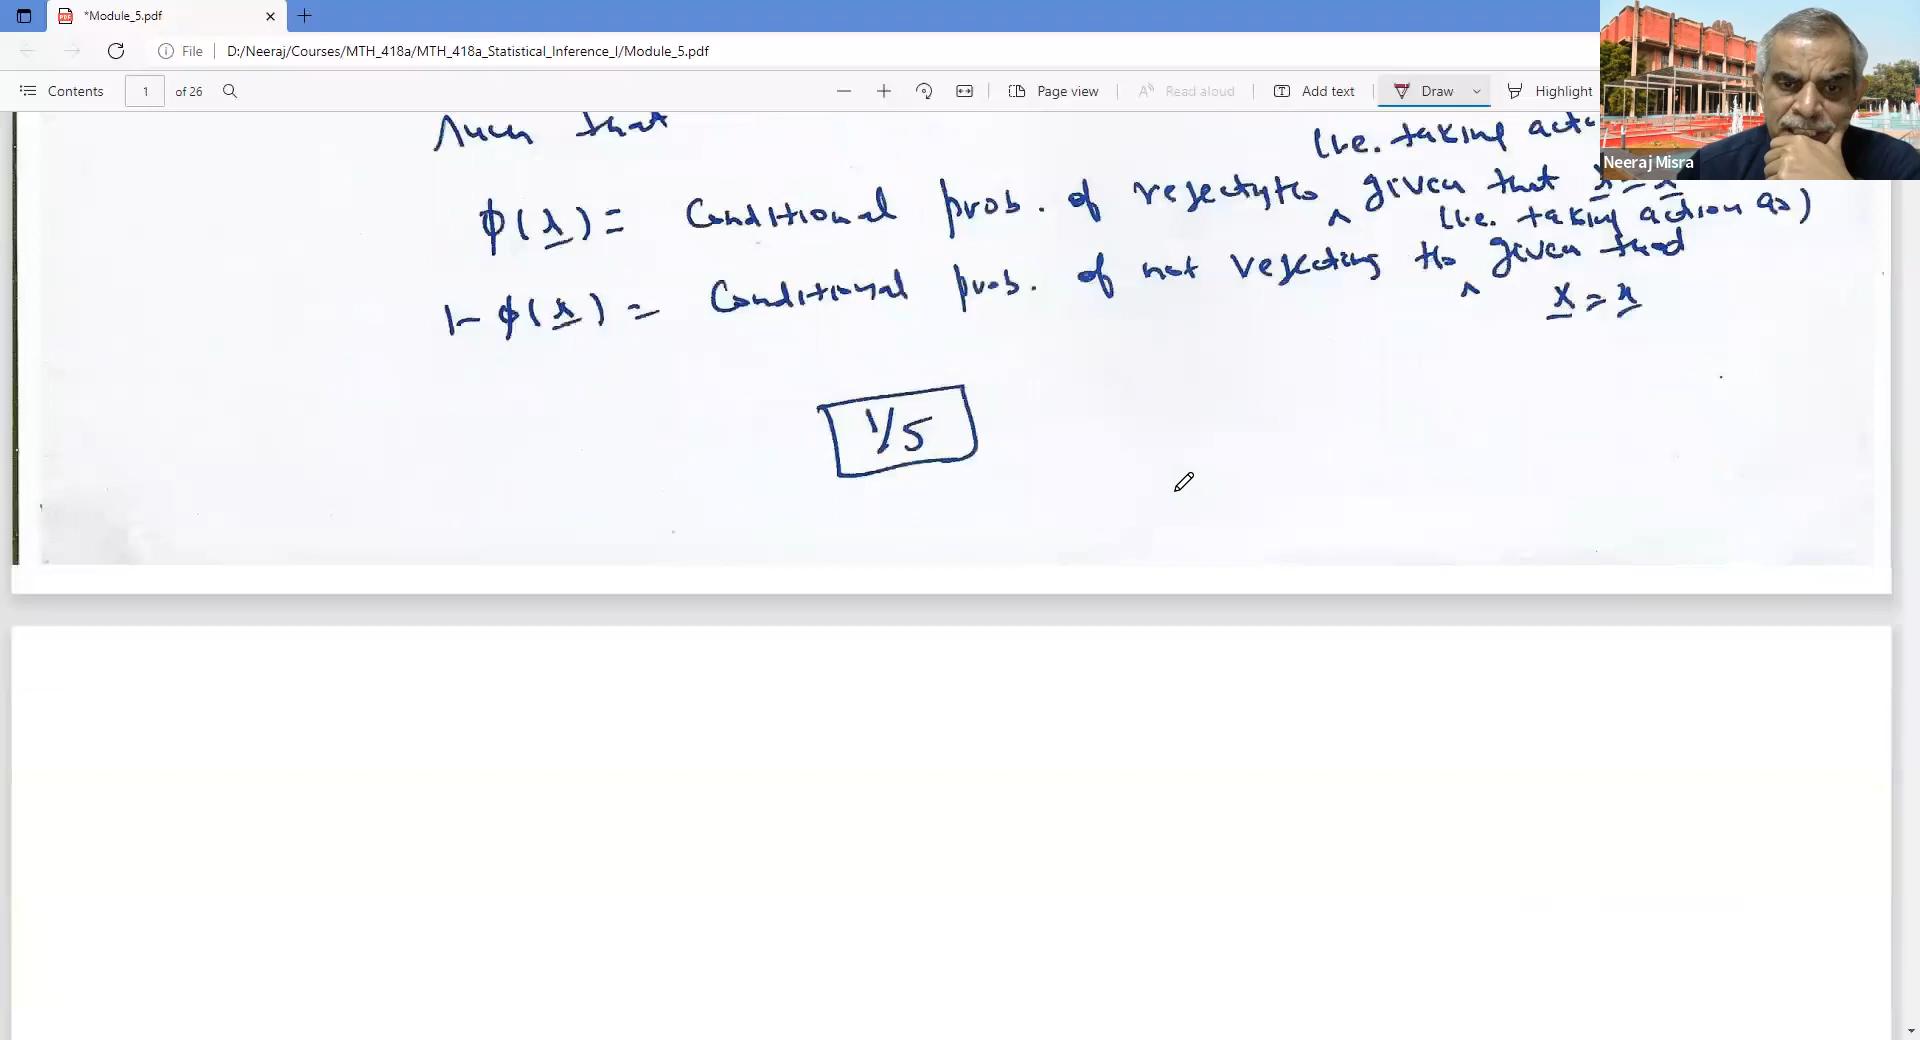 *Module_5.pdf
File D:/Neeraj/Courses/MTH_418a/MTH_418a_Statistical_Inference_I/Module_5.pdf
Contents 1 of 26 Page view Read aloud Add text Draw Highlight
Neeraj Misra
such that
(i.e. taking
ϕ(x) = Conditional prob. of rejecting H₀ ^ given that X = x
(i.e. taking action a₀)
1- ϕ(x) = Conditional prob. of not rejecting H₀ ^ given that
X = x
1/5